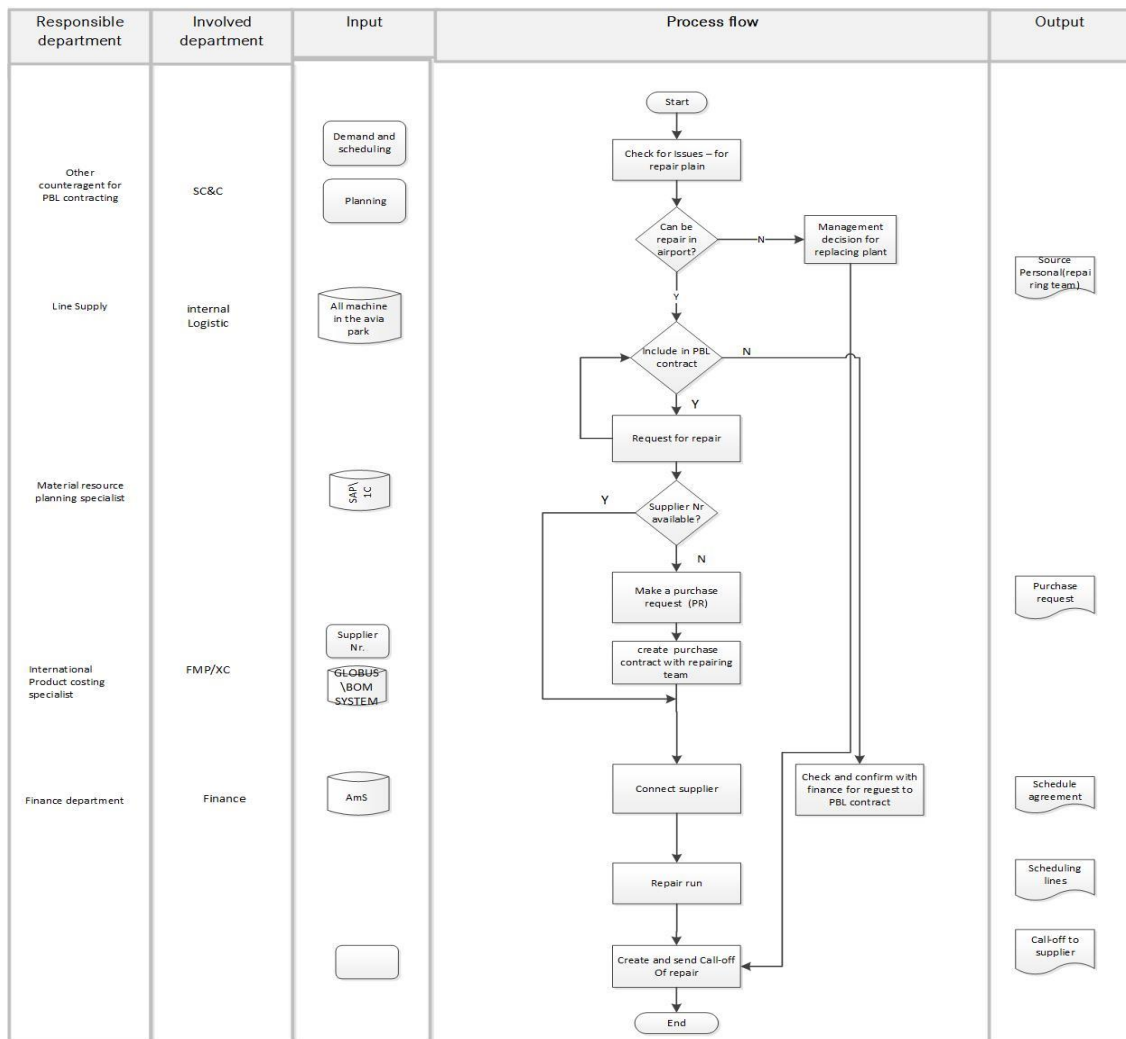 Responsible
department
Involved
department
Input
Process flow
Output
Other
counteragent for
PBL contracting
Line Supply
Material resource
planning specialist
International
Product costing
specialist
Finance department
SC&C
internal
Logistic
FMP/XC
Finance
Demand and
scheduling
Planning
All machine
in the avia
park
SAP\
1C
Supplier
Nr.
GLOBUS
\BOM
SYSTEM
AmS
Start
Check for Issues – for
repair plain
Can be
repair in
airport?
N
Management
decision for
replacing plant
Y
Include in PBL
contract
N
Y
Request for repair
Supplier Nr
available?
Y
N
Make a purchase
request (PR)
create purchase
contract with repairing
team
Connect supplier
Check and confirm with
finance for reguest to
PBL contract
Repair run
Create and send Call-off
Of repair
End
Source
Personal(repai
ring team)
Purchase
request
Schedule
agreement
Scheduling
lines
Call-off to
supplier